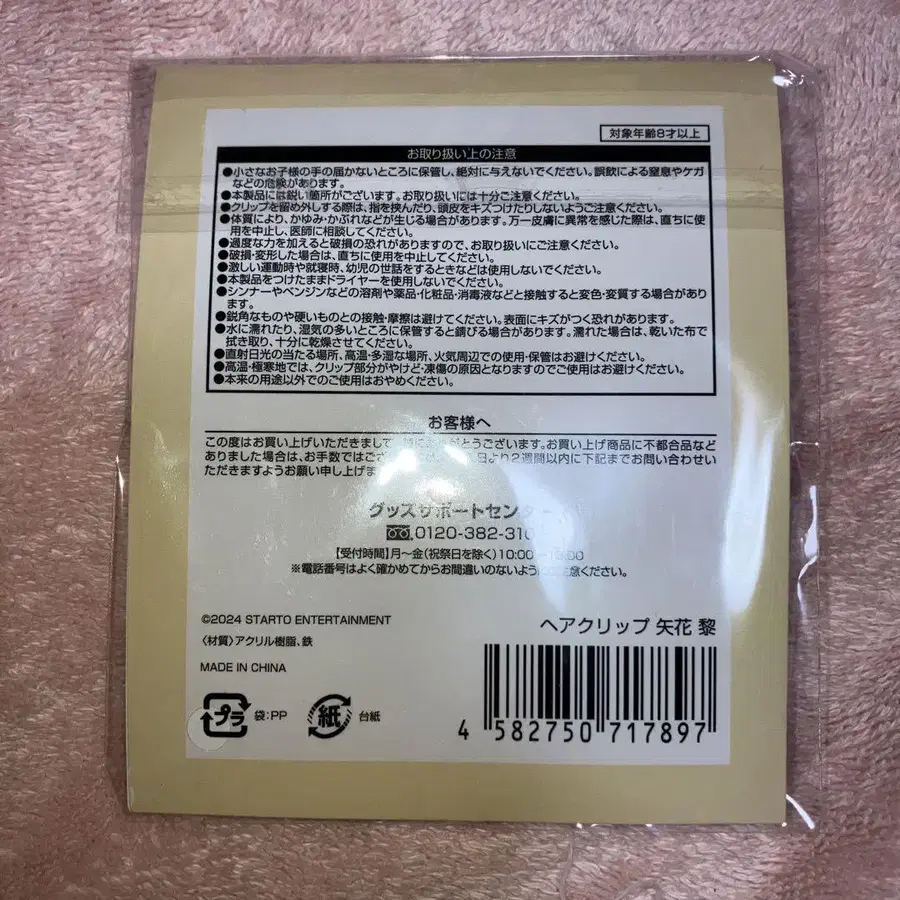 対象年齢8才以上
お取り扱い上の注意
●小さなお子様の手の届かないところに保管し、絶対に与えないでください。誤飲による窒息やケガ
などの危険があります。
●本製品には鋭い箇所がございます。お取り扱いには十分ご注意ください。
●クリップを留め外しする際は、指を挟んだり、頭皮をキズつけたりしないようご注意ください。
●体質により、かゆみ・かぶれなどが生じる場合があります。万一皮膚に異常を感じた際は、直ちに使
用を中止し、医師に相談してください。
●過度な力を加えると破損の恐れがありますので、お取り扱いにご注意ください。
●破損・変形した場合は、直ちに使用を中止してください。
●激しい運動時や就寝時、幼児の世話をするときなどは使用しないでください。
●本製品をつけたままドライヤーを使用しないでください。
●シンナーやベンジンなどの溶剤や薬品・化粧品・消毒液などと接触すると変色・変質する場合があり
ます。
●鋭角なものや硬いものとの接触・摩擦は避けてください。表面にキズがつく恐れがあります。
●水に濡れたり、湿気の多いところに保管すると錆びる場合があります。濡れた場合は、乾いた布で
拭き取り、十分に乾燥させてください。
●直射日光の当たる場所、高温・多湿な場所、火気周辺での使用・保管はお避けください。
●高温・極寒地では、クリップ部分がやけど・凍傷の原因となりますのでご使用はお避けください。
●本来の用途以外でのご使用はおやめください。
お客様へ
この度はお買い上げいただきまして、誠にありがとうございます。お買い上げ商品に不都合品など
ありました場合は、お手数ではござ 日より2週間以内に下記までお問い合わせい
ただきますようお願い申し上げま
グッズサポートセンター
0120-382-310
【受付時間】月〜金(祝祭日を除く)10:00 :00
※電話番号はよく確かめてからお間違いのないようにご注意ください。
©2024 STARTO ENTERTAINMENT
〈材質〉アクリル樹脂、鉄
MADE IN CHINA
ヘアクリップ 矢花 黎
プラ 袋:PP 紙 台紙
4 582750 717897